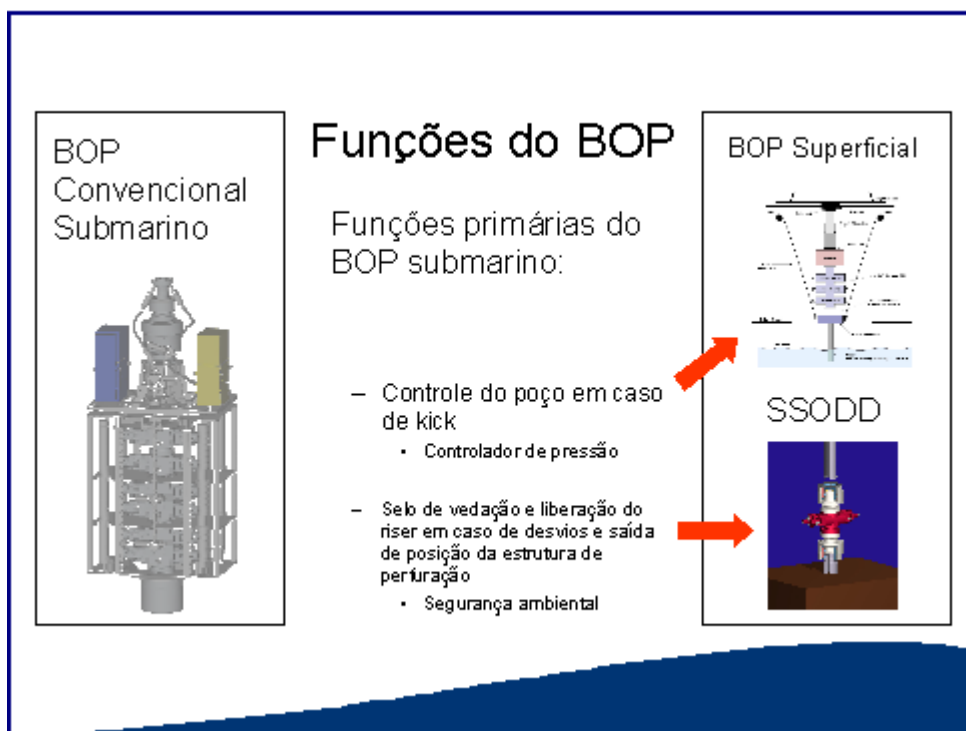 BOP
Convencional
Submarino
Funções do BOP
Funções primárias do
BOP submarino:
– Controle do poço em caso
de kick
• Controlador de pressão
– Selo de vedação e liberação do
riser em caso de desvios e saída
de posição da estrutura de
perfuração
• Segurança ambiental
BOP Superficial
SSODD